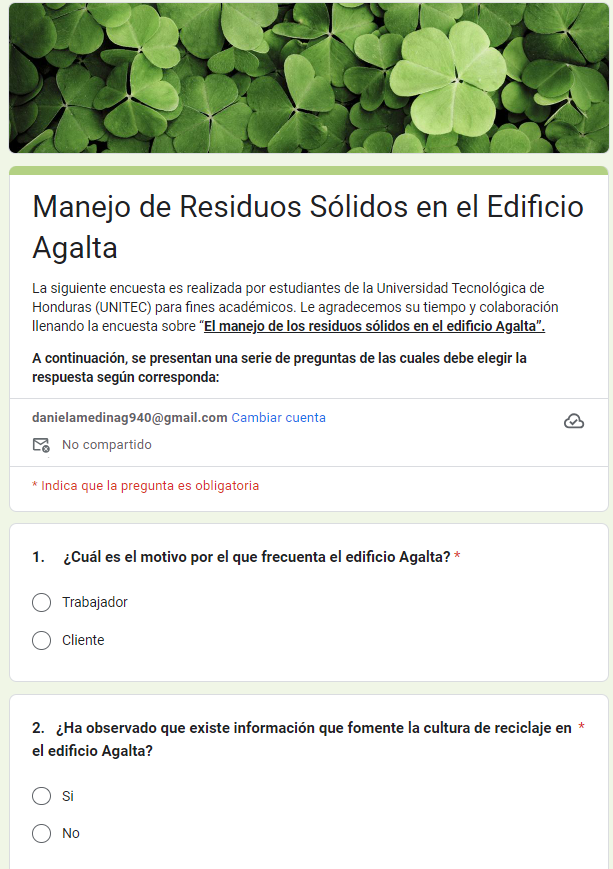 Manejo de Residuos Sólidos en el Edificio
Agalta
La siguiente encuesta es realizada por estudiantes de la Universidad Tecnológica de
Honduras (UNITEC) para fines académicos. Le agradecemos su tiempo y colaboración
llenando la encuesta sobre “El manejo de los residuos sólidos en el edificio Agalta”.
A continuación, se presentan una serie de preguntas de las cuales debe elegir la
respuesta según corresponda:
danielamedinag940@gmail.com Cambiar cuenta
No compartido
* Indica que la pregunta es obligatoria
1. ¿Cuál es el motivo por el que frecuenta el edificio Agalta? *
Trabajador
Cliente
2. ¿Ha observado que existe información que fomente la cultura de reciclaje en *
el edificio Agalta?
Si
No